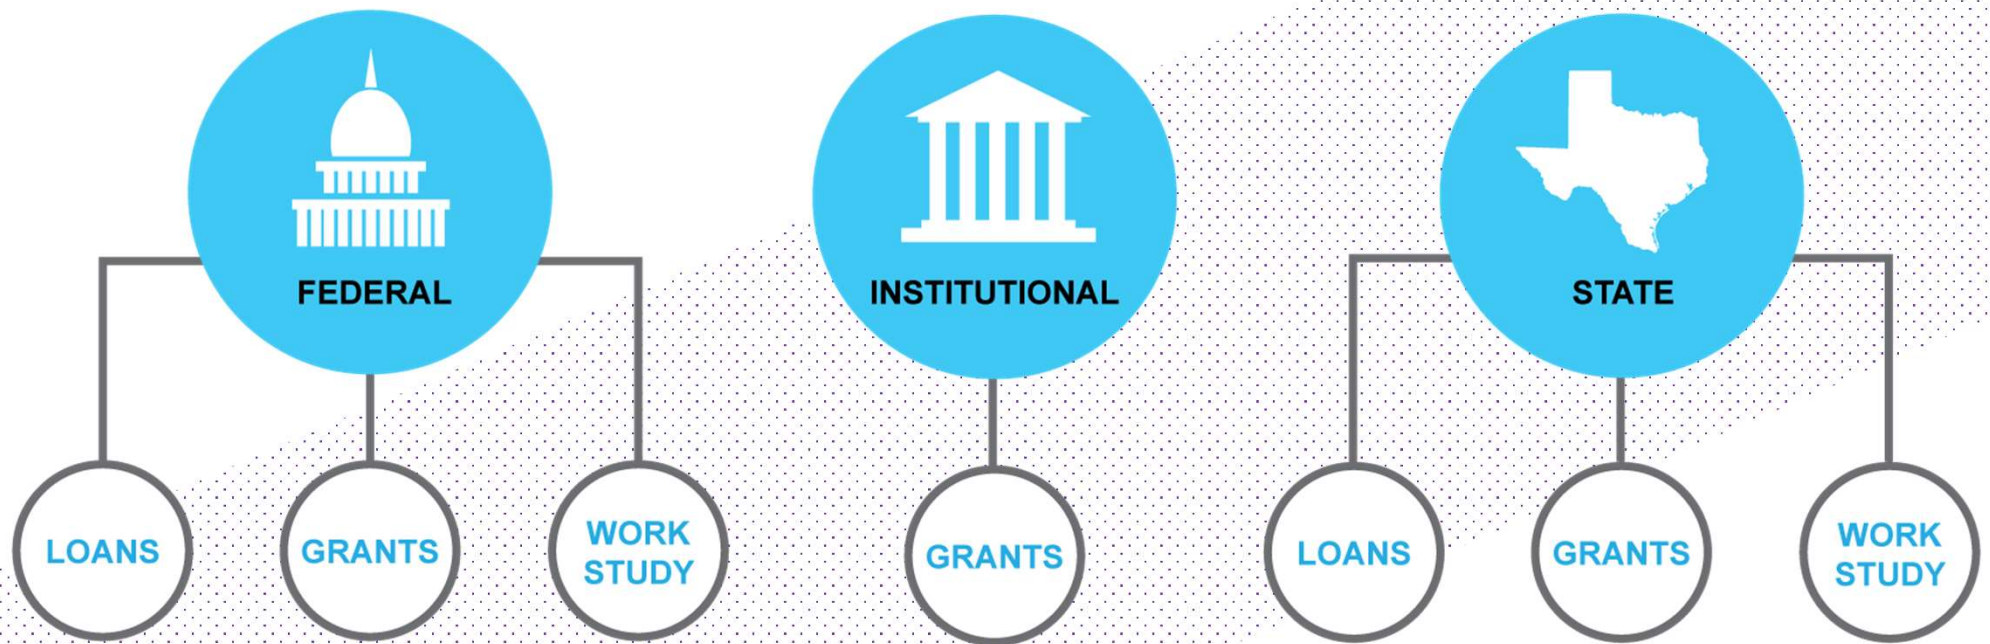 FEDERAL
INSTITUTIONAL
STATE
LOANS
GRANTS
WORK
STUDY
GRANTS
LOANS
GRANTS
WORK
STUDY